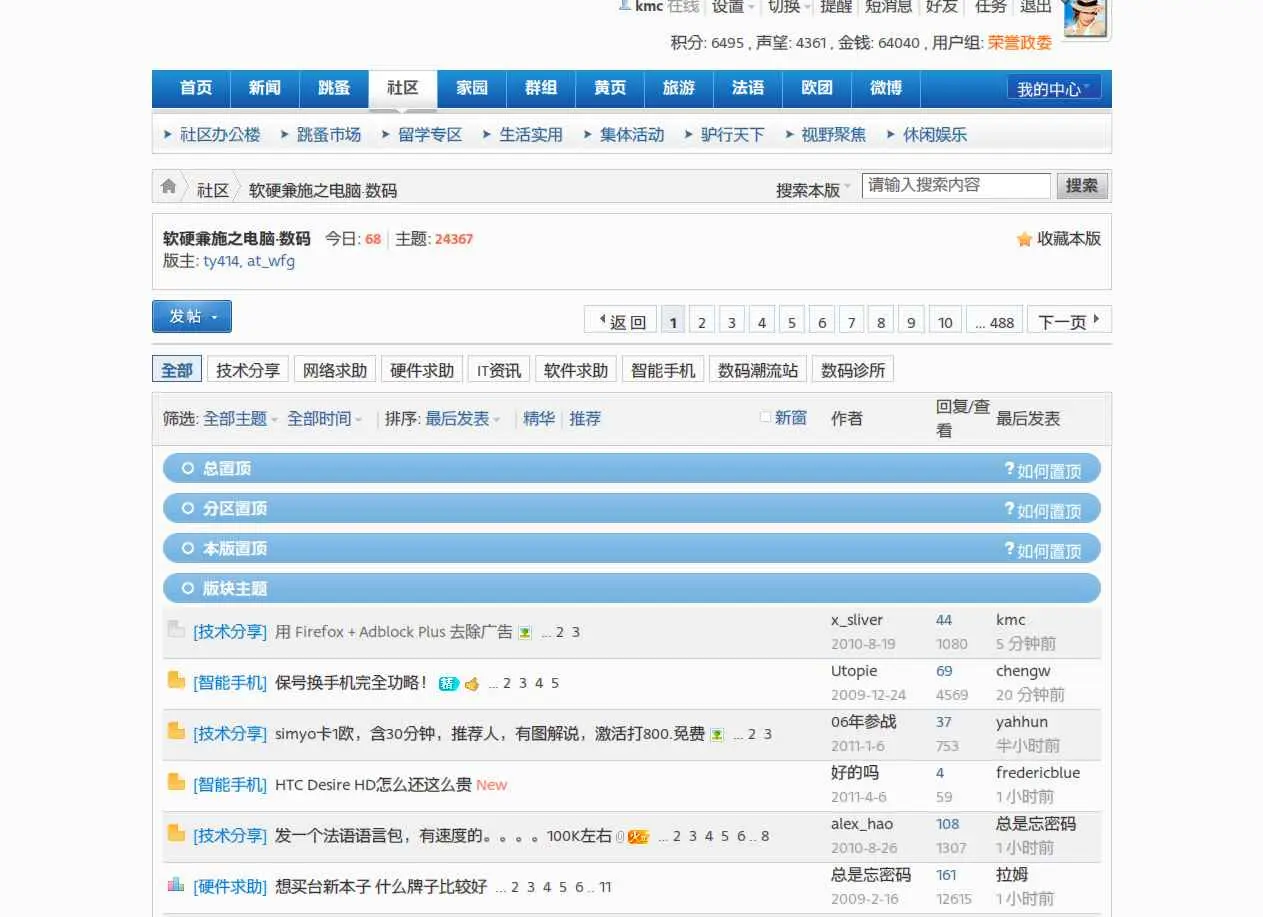 kmc 在线 | 设置 | 切换 | 提醒 | 短消息 | 好友 | 任务 | 退出
积分: 6495 , 声望: 4361 , 金钱: 64040 , 用户组: 荣誉政委
首页 新闻 跳蚤 社区 家园 群组 黄页 旅游 法语 欧团 微博 我的中心
社区办公楼 跳蚤市场 留学专区 生活实用 集体活动 驴行天下 视野聚焦 休闲娱乐
社区 软硬兼施之电脑·数码 搜索本版 请输入搜索内容 搜索
软硬兼施之电脑·数码 今日: 68 | 主题: 24367 收藏本版
版主: ty414, at_wfg
发帖 返回 1 2 3 4 5 6 7 8 9 10 ... 488 下一页
全部 技术分享 网络求助 硬件求助 IT资讯 软件求助 智能手机 数码潮流站 数码诊所
筛选: 全部主题 全部时间 | 排序: 最后发表 | 精华 | 推荐 新窗 作者 回复/查看 最后发表
总置顶 ?如何置顶
分区置顶 ?如何置顶
本版置顶 ?如何置顶
版块主题
[技术分享] 用 Firefox + Adblock Plus 去除广告 ... 2 3 x_sliver 44 kmc
2010-8-19 1080 5 分钟前
[智能手机] 保号换手机完全功略! 精 ... 2 3 4 5 Utopie 69 chengw
2009-12-24 4569 20 分钟前
[技术分享] simyo卡1欧，含30分钟，推荐人，有图解说，激活打800.免费 ... 2 3 06年参战 37 yahhun
2011-1-6 753 半小时前
[智能手机] HTC Desire HD怎么还这么贵 New 好的吗 4 fredericblue
2011-4-6 59 1 小时前
[技术分享] 发一个法语语言包，有速度的。。。。100K左右 火 ... 2 3 4 5 6 .. 8 alex_hao 108 总是忘密码
2010-8-26 1307 1 小时前
[硬件求助] 想买台新本子 什么牌子比较好 ... 2 3 4 5 6 .. 11 总是忘密码 161 拉姆
2009-2-16 12615 1 小时前